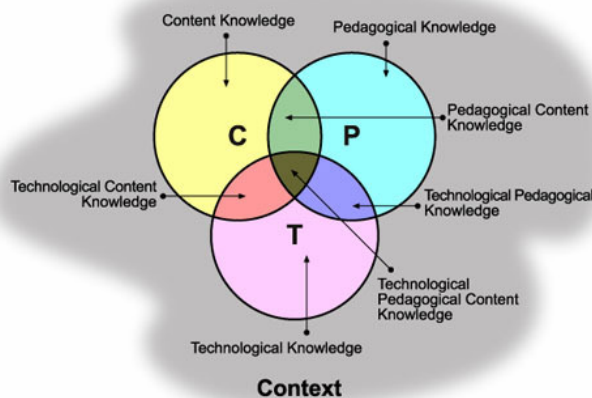 Content Knowledge
Pedagogical Knowledge
C
P
Pedagogical Content
Knowledge
Technological Content
Knowledge
Technological Pedagogical
Knowledge
T
Technological
Pedagogical Content
Knowledge
Technological Knowledge
Context